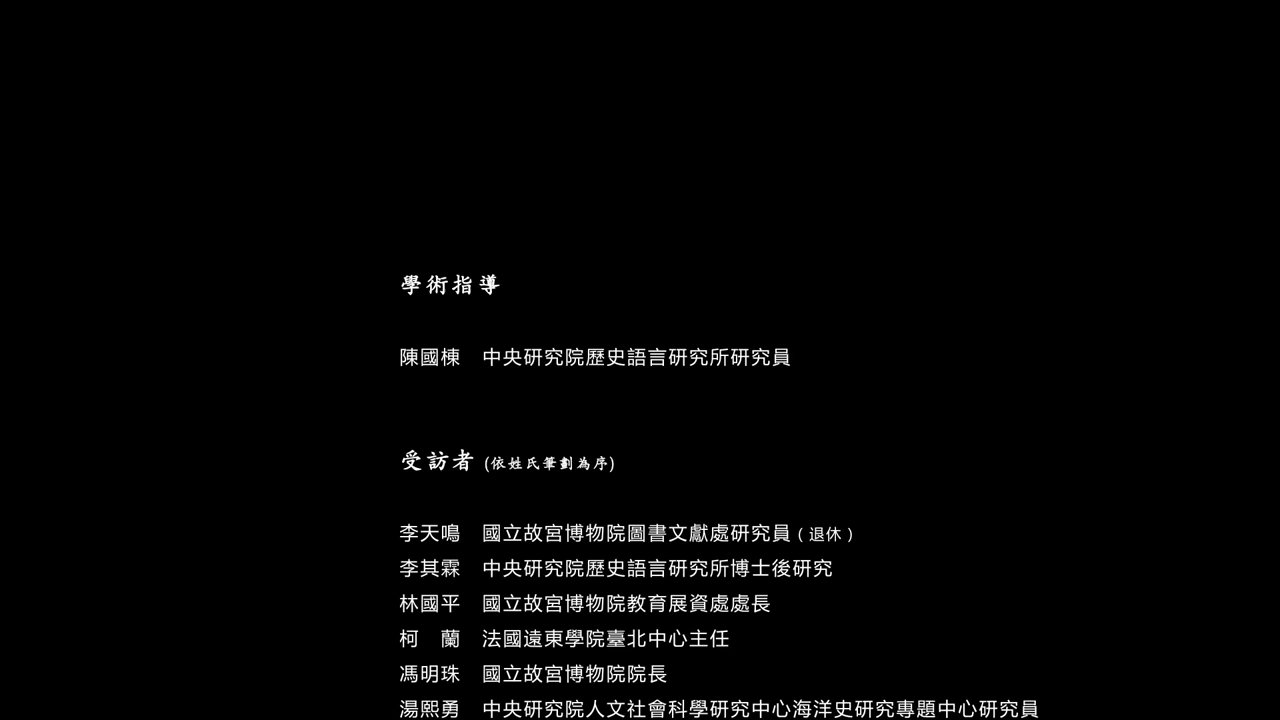 學術指導
陳國棟　中央研究院歷史語言研究所研究員
受訪者 (依姓氏筆劃為序)
李天鳴　國立故宮博物院圖書文獻處研究員（退休）
李其霖　中央研究院歷史語言研究所博士後研究
林國平　國立故宮博物院教育展資處處長
柯　蘭　法國遠東學院臺北中心主任
馮明珠　國立故宮博物院院長
湯熙勇　中央研究院人文社會科學研究中心海洋史研究專題中心研究員